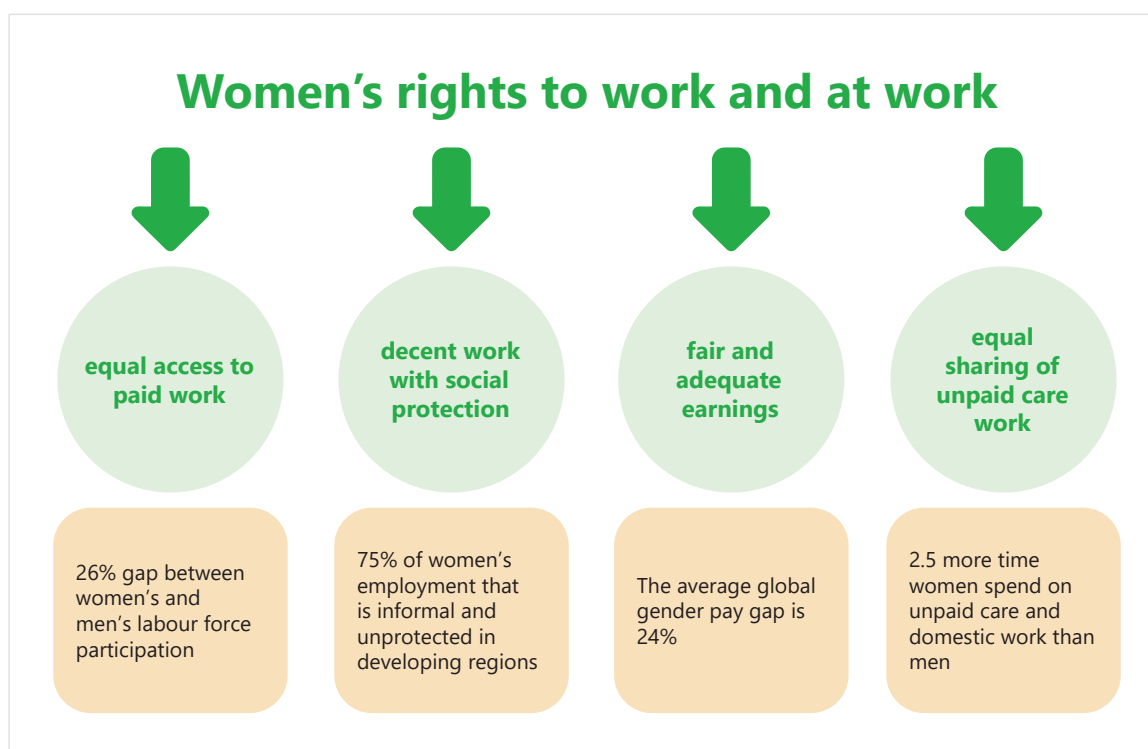 Women’s rights to work and at work
equal access to
paid work
decent work
with social
protection
fair and
adequate
earnings
equal
sharing of
unpaid care
work
26% gap between
women’s and
men’s labour force
participation
75% of women’s
employment that
is informal and
unprotected in
developing regions
The average global
gender pay gap is
24%
2.5 more time
women spend on
unpaid care and
domestic work than
men